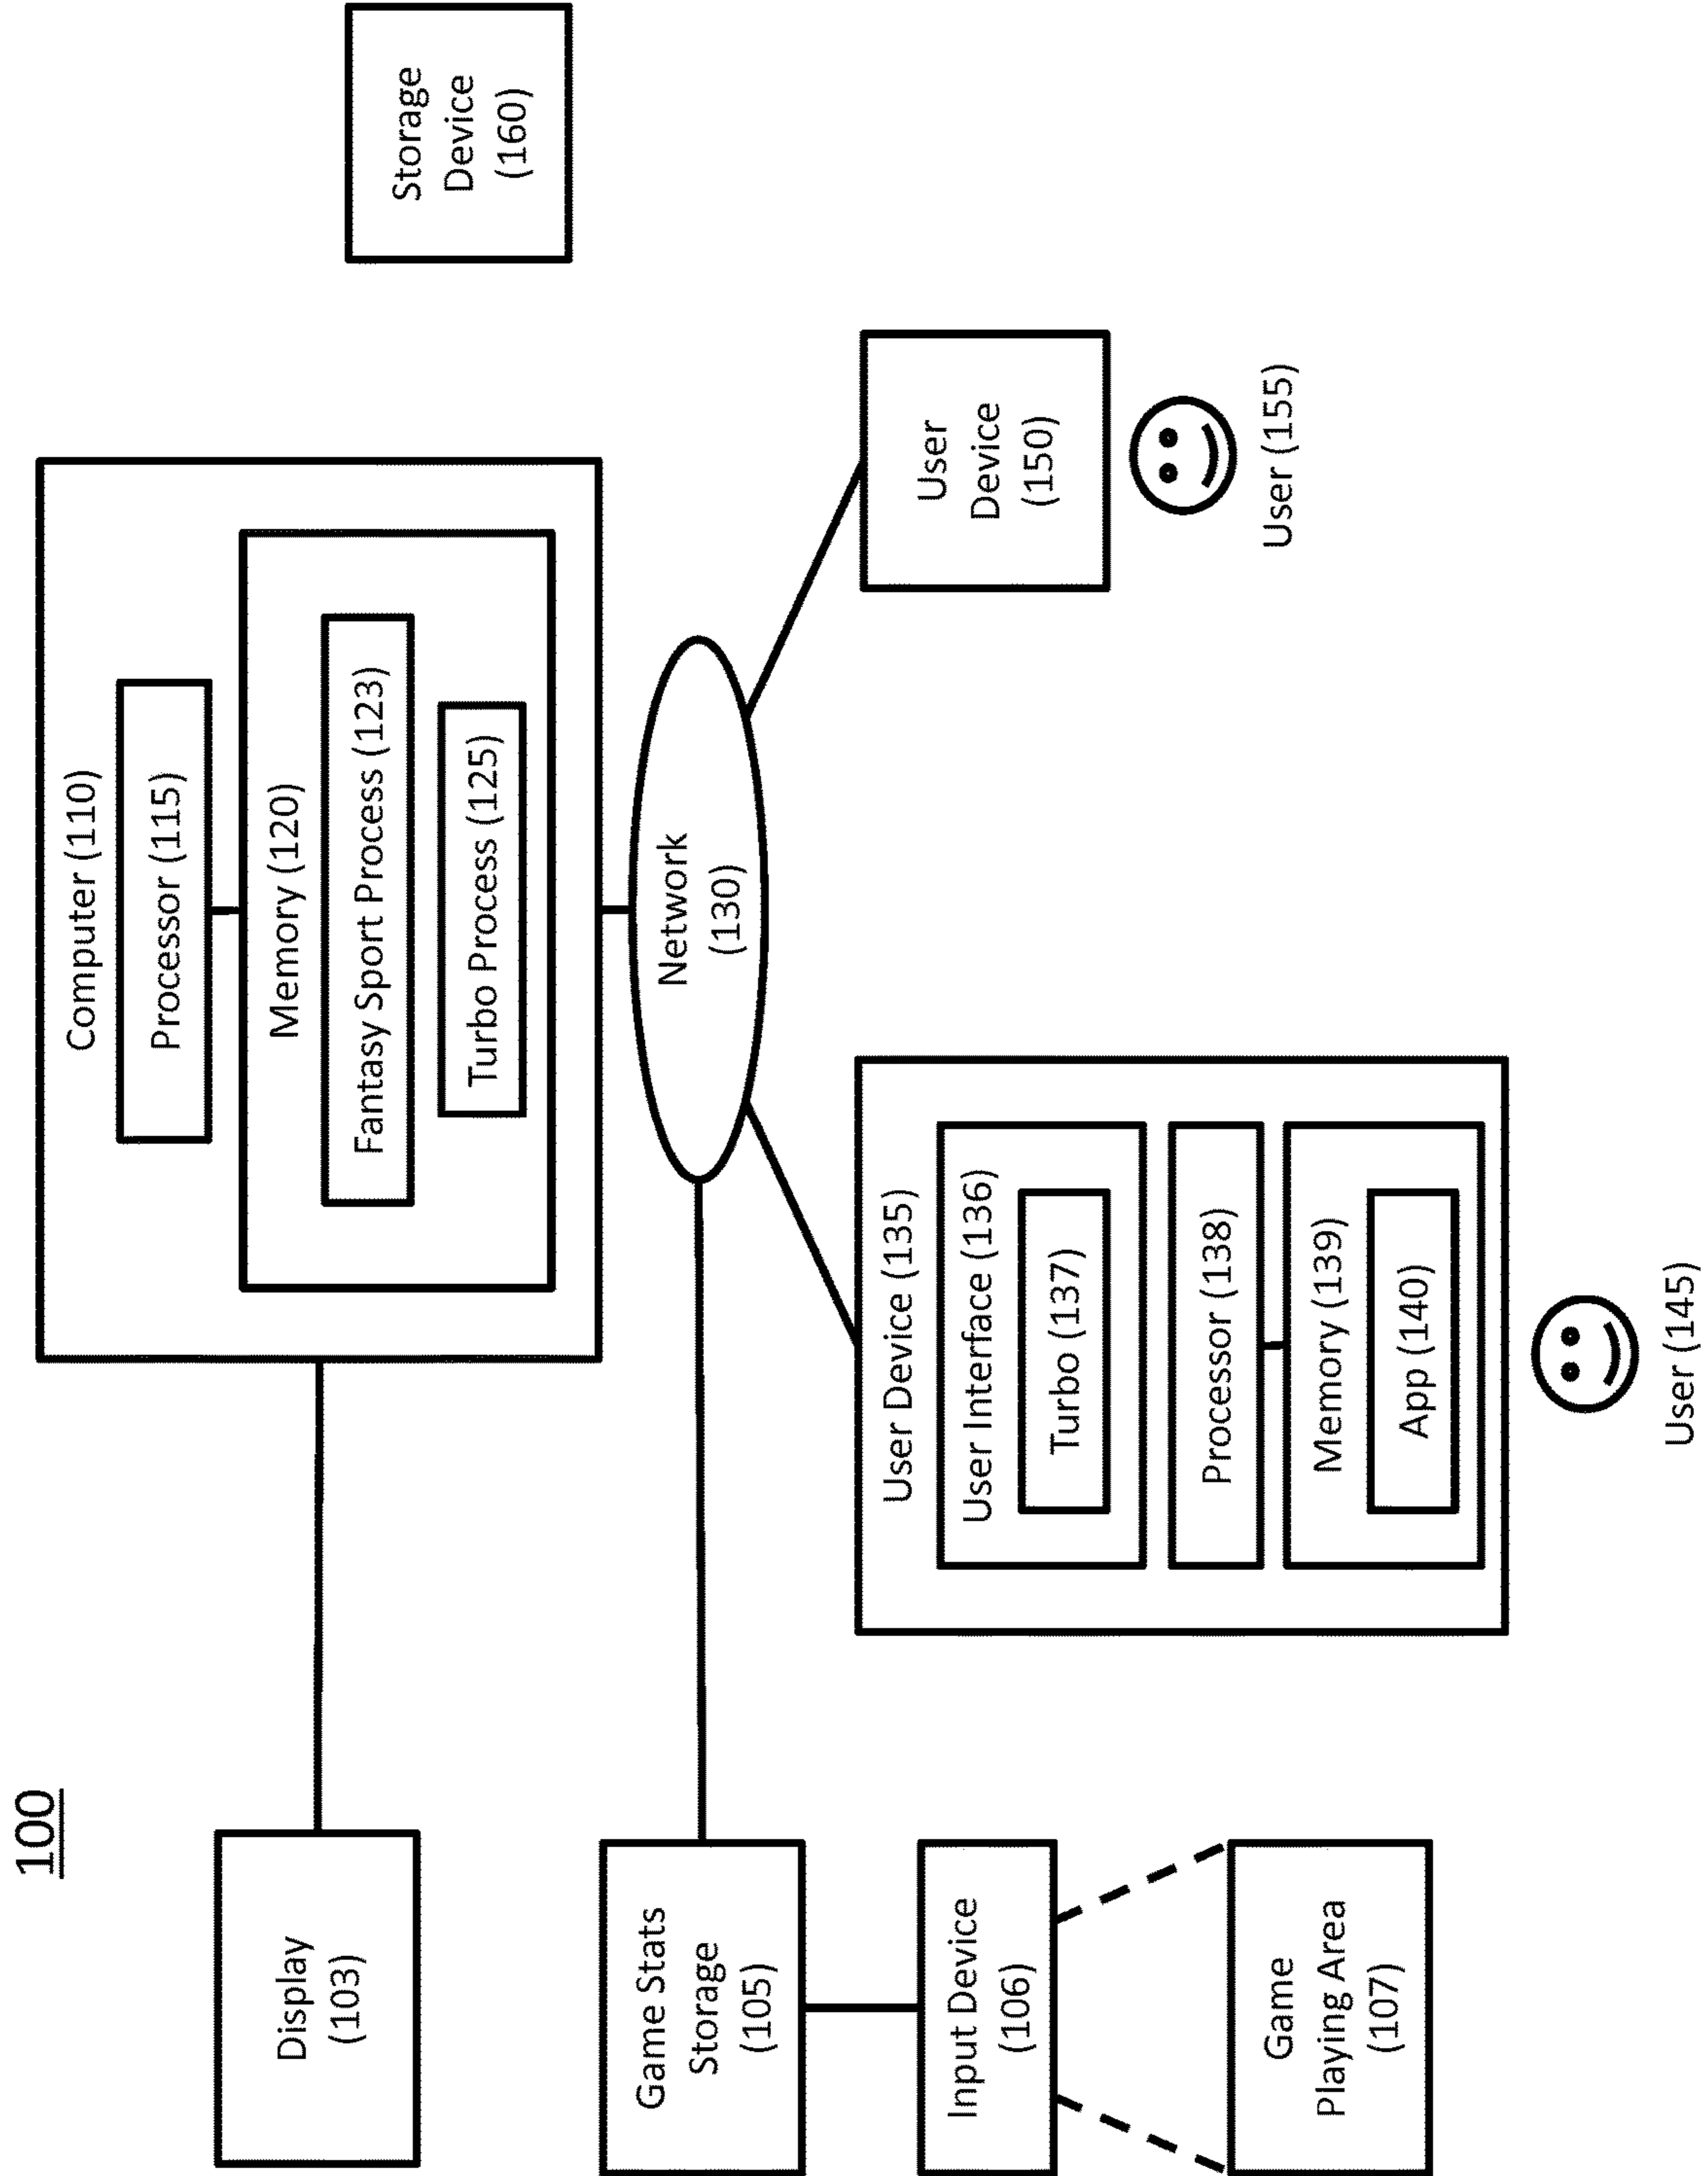 100
Display
(103)
Computer (110)
Processor (115)
Memory (120)
Fantasy Sport Process (123)
Turbo Process (125)
Storage
Device
(160)
Game Stats
Storage
(105)
Network
(130)
Input Device
(106)
Game
Playing Area
(107)
User Device (135)
User Interface (136)
Turbo (137)
Processor (138)
Memory (139)
App (140)
User (145)
User
Device
(150)
User (155)